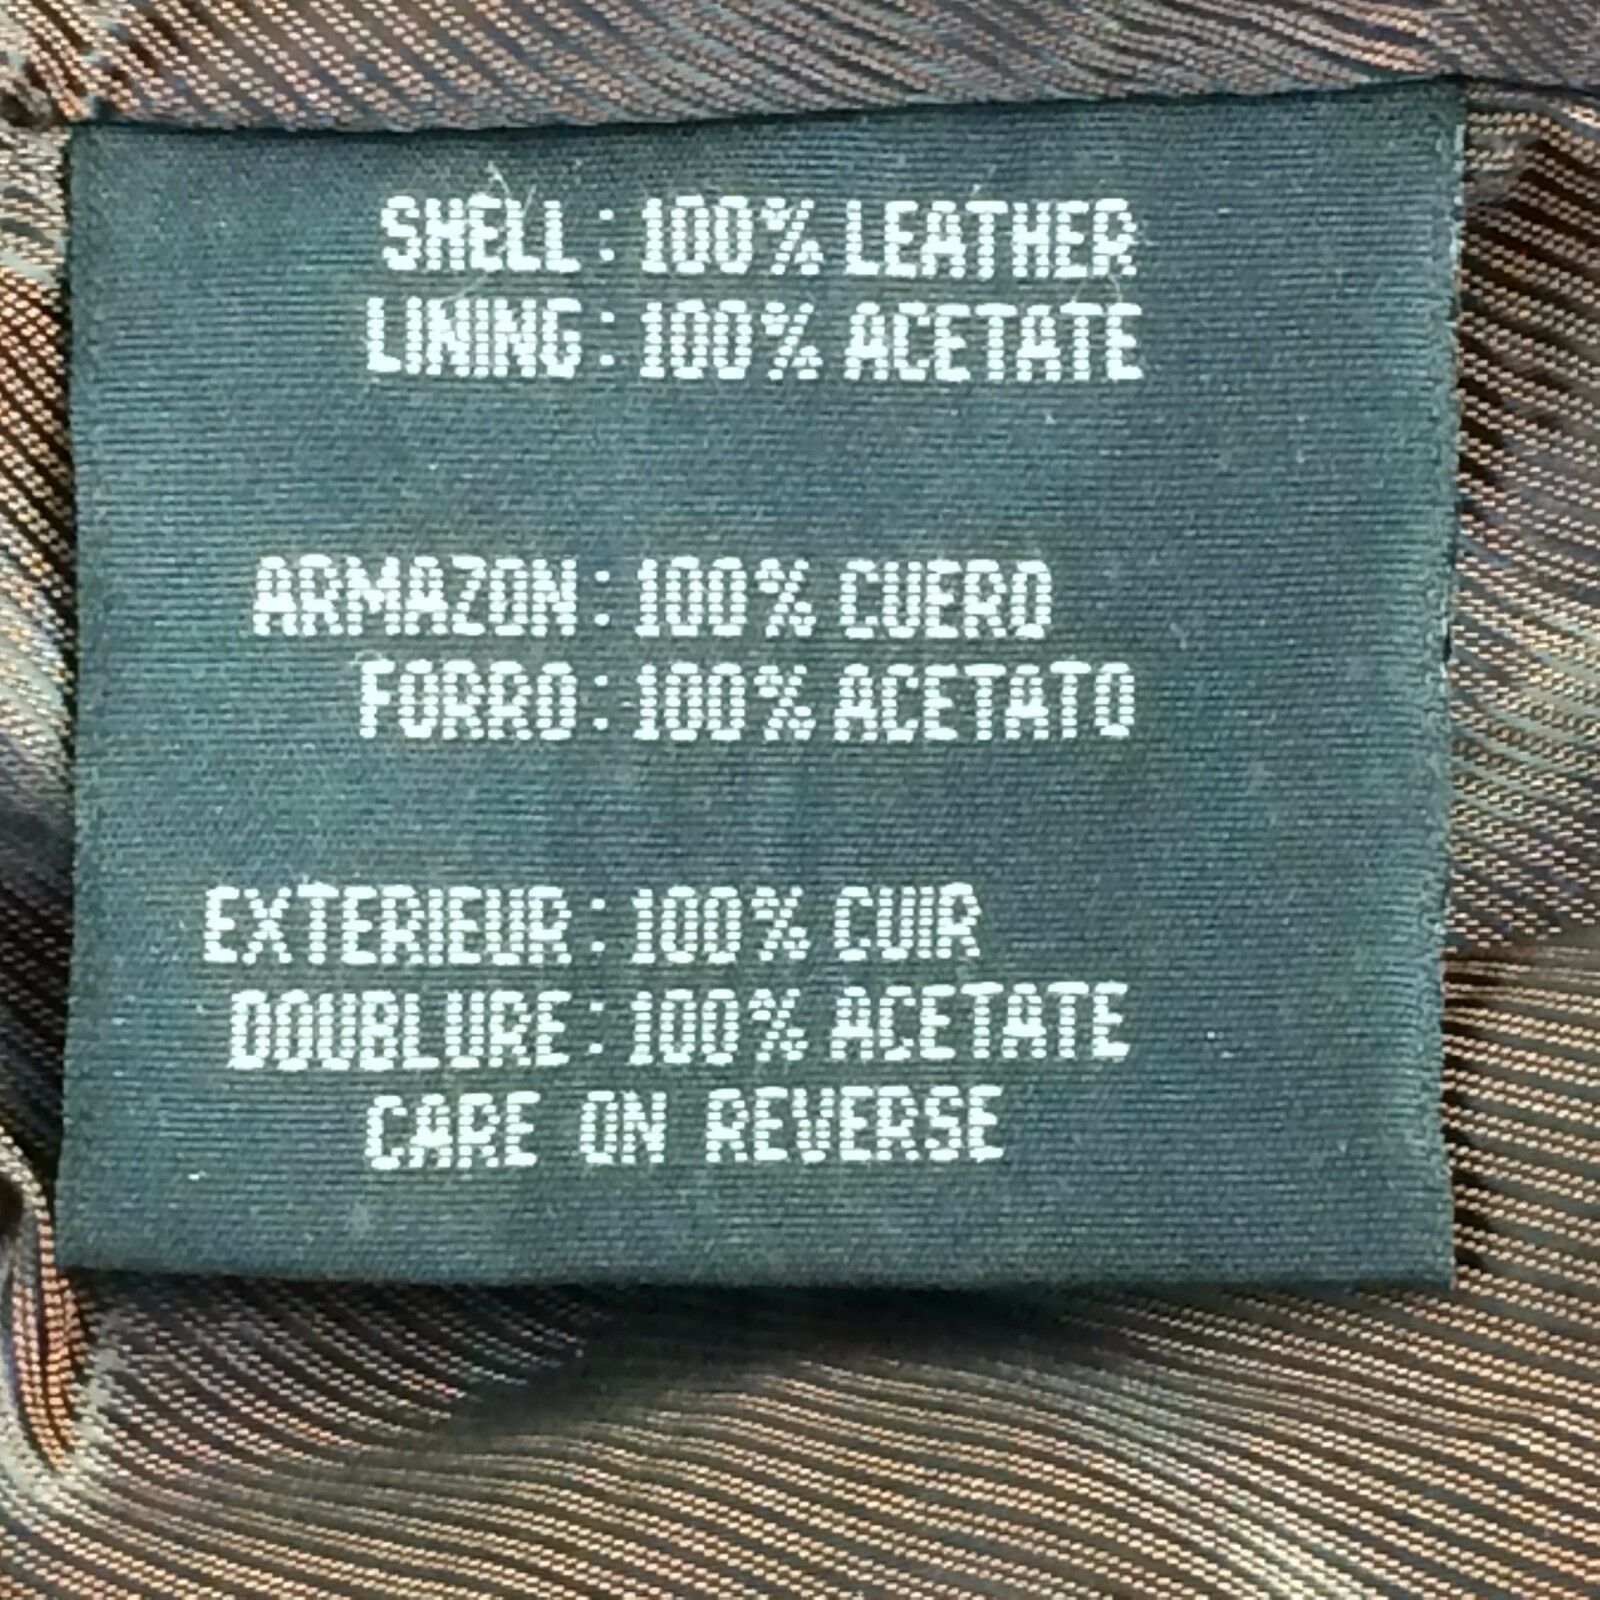 SHELL : 100% LEATHER
LINING : 100% ACETATE
ARMAZON : 100% CUERO
FORRO : 100% ACETATO
EXTERIEUR : 100% CUIR
DOUBLURE : 100% ACETATE
CARE ON REVERSE